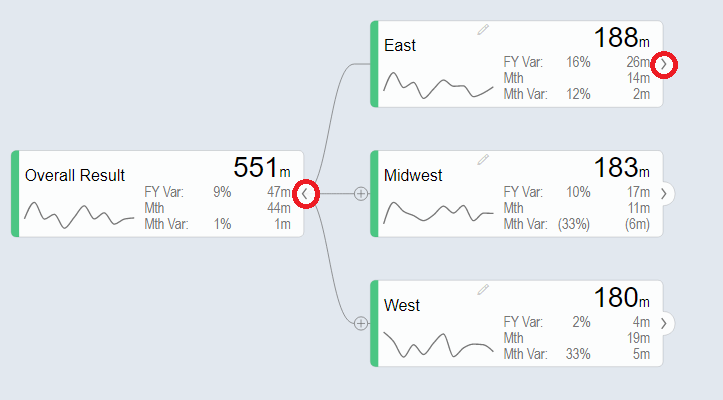 Overall Result
551m
FY Var: 9% 47m
Mth 44m
Mth Var: 1% 1m
East
188m
FY Var: 16% 26m
Mth 14m
Mth Var: 12% 2m
Midwest
183m
FY Var: 10% 17m
Mth 11m
Mth Var: (33%) (6m)
West
180m
FY Var: 2% 4m
Mth 19m
Mth Var: 33% 5m